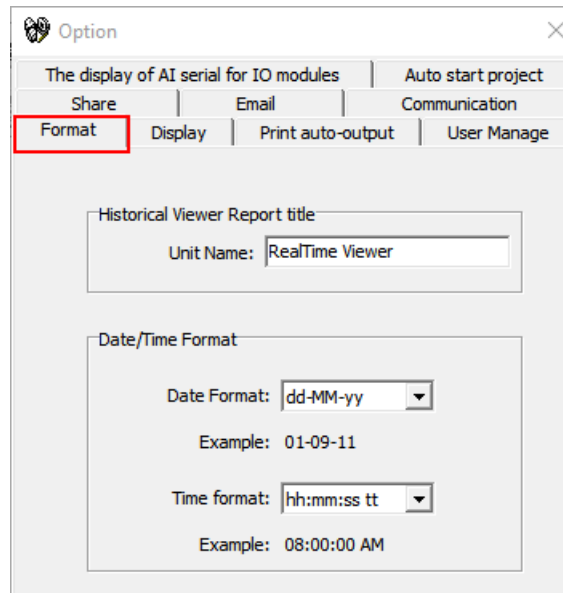 Option
The display of AI serial for IO modules Auto start project
Share Email Communication
Format Display Print auto-output User Manage
Historical Viewer Report title
Unit Name: RealTime Viewer
Date/Time Format
Date Format: dd-MM-yy
Example: 01-09-11
Time format: hh:mm:ss tt
Example: 08:00:00 AM